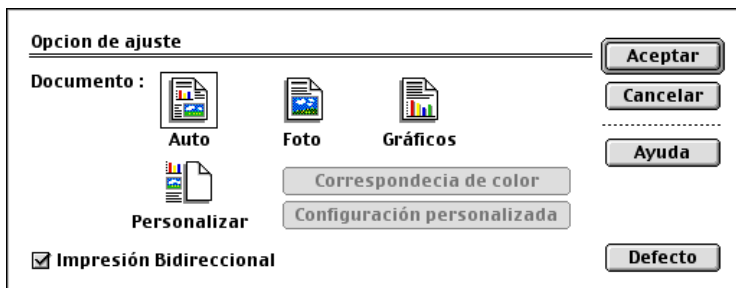 Opcion de ajuste
Aceptar
Documento :
Cancelar
Auto
Foto
Gráficos
Ayuda
Correspondecia de color
Personalizar
Configuración personalizada
Impresión Bidireccional
Defecto